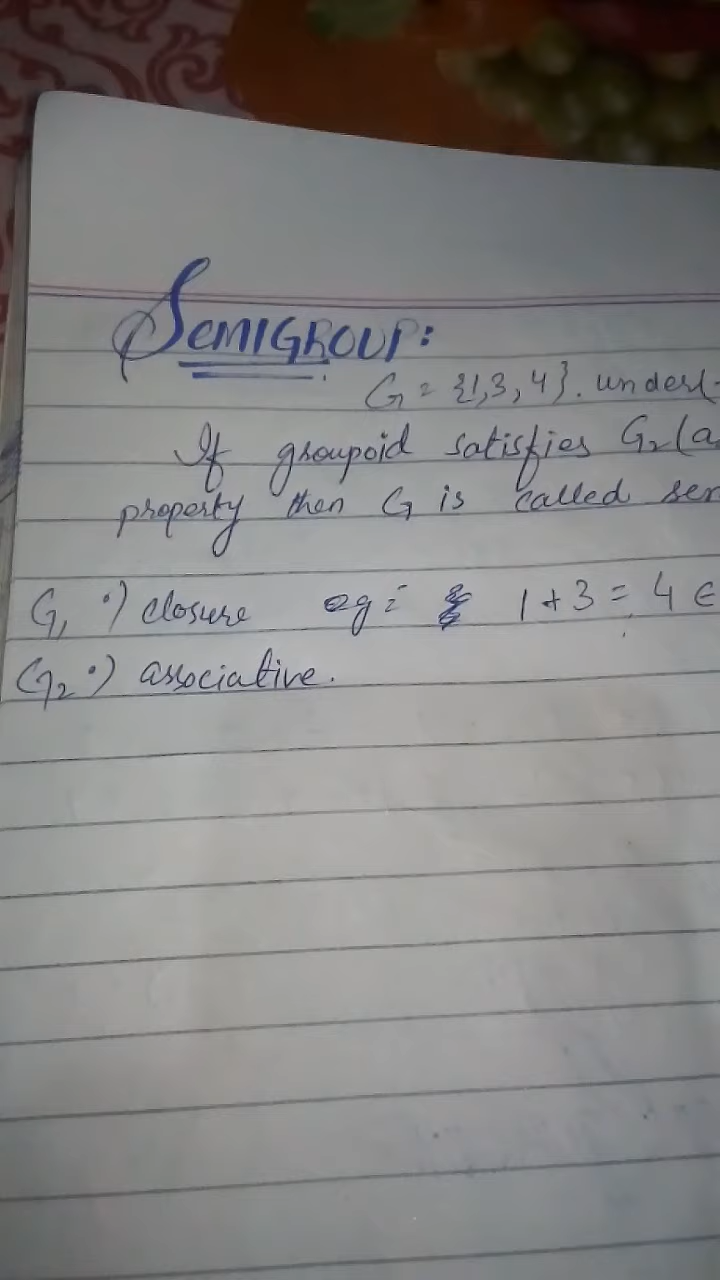 SEMIGROUP:
G = {1,3,4}. under(-
If groupoid satisfies G₂(a
property then G is called sem
G₁ •) closure eg: 1+3 = 4 ∈
G₂ •) associative.